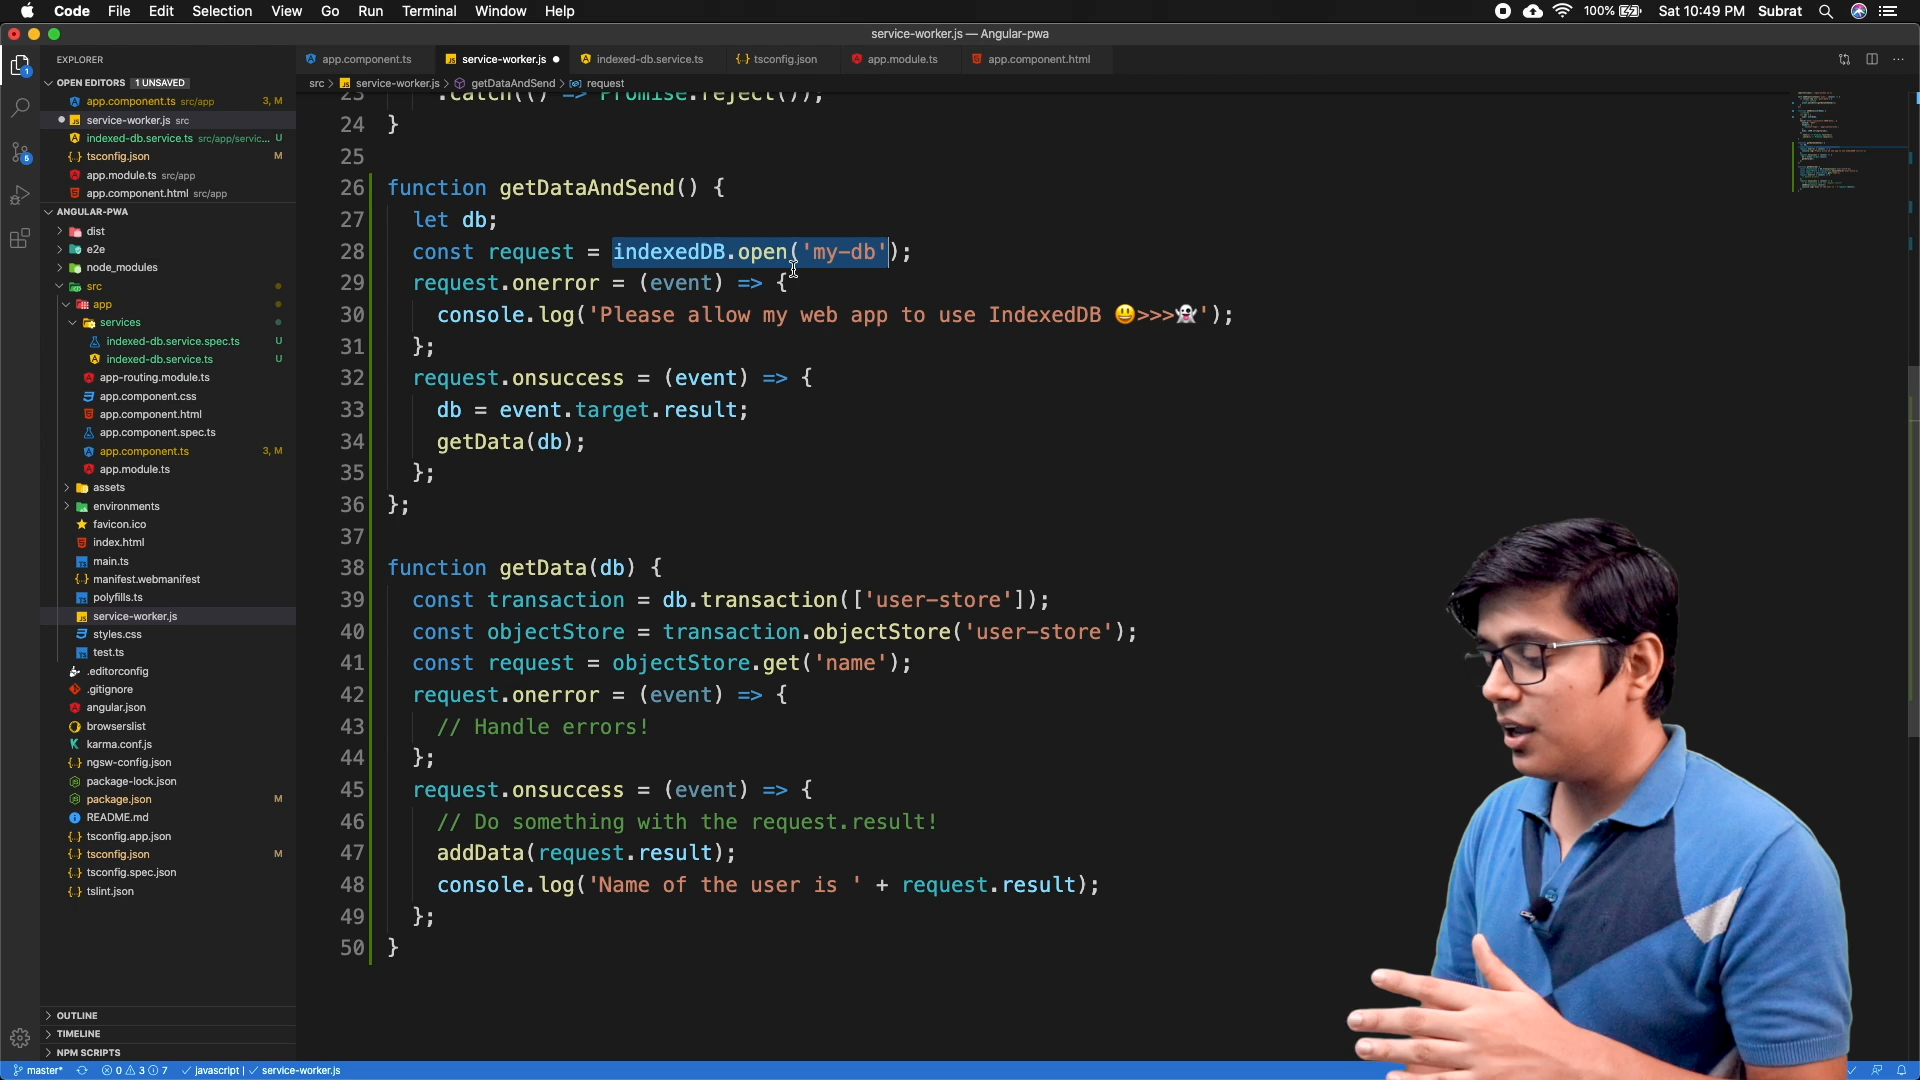 Code File Edit Selection View Go Run Terminal Window Help
100% Sat 10:49 PM Subrat
service-worker.js — Angular-pwa
EXPLORER
OPEN EDITORS 1 UNSAVED
app.component.ts src/app 3, M
service-worker.js src
indexed-db.service.ts src/app/servic... U
tsconfig.json M
app.module.ts src/app
app.component.html src/app
ANGULAR-PWA
dist
e2e
node_modules
src
app
services
indexed-db.service.spec.ts U
indexed-db.service.ts U
app-routing.module.ts
app.component.css
app.component.html
app.component.spec.ts
app.component.ts 3, M
app.module.ts
assets
environments
favicon.ico
index.html
main.ts
manifest.webmanifest
polyfills.ts
service-worker.js
styles.css
test.ts
.editorconfig
.gitignore
angular.json
browserslist
karma.conf.js
ngsw-config.json
package-lock.json
package.json M
README.md
tsconfig.app.json
tsconfig.json M
tsconfig.spec.json
tslint.json
OUTLINE
TIMELINE
NPM SCRIPTS
app.component.ts service-worker.js indexed-db.service.ts tsconfig.json app.module.ts app.component.html
src > service-worker.js > getDataAndSend > request
23 .catch(() => Promise.reject());
24 }
25
26 function getDataAndSend() {
27 let db;
28 const request = indexedDB.open('my-db');
29 request.onerror = (event) => {
30 console.log('Please allow my web app to use IndexedDB 😃>>>👻');
31 };
32 request.onsuccess = (event) => {
33 db = event.target.result;
34 getData(db);
35 };
36 };
37
38 function getData(db) {
39 const transaction = db.transaction(['user-store']);
40 const objectStore = transaction.objectStore('user-store');
41 const request = objectStore.get('name');
42 request.onerror = (event) => {
43 // Handle errors!
44 };
45 request.onsuccess = (event) => {
46 // Do something with the request.result!
47 addData(request.result);
48 console.log('Name of the user is ' + request.result);
49 };
50 }
master* 0 3 7 javascript | service-worker.js